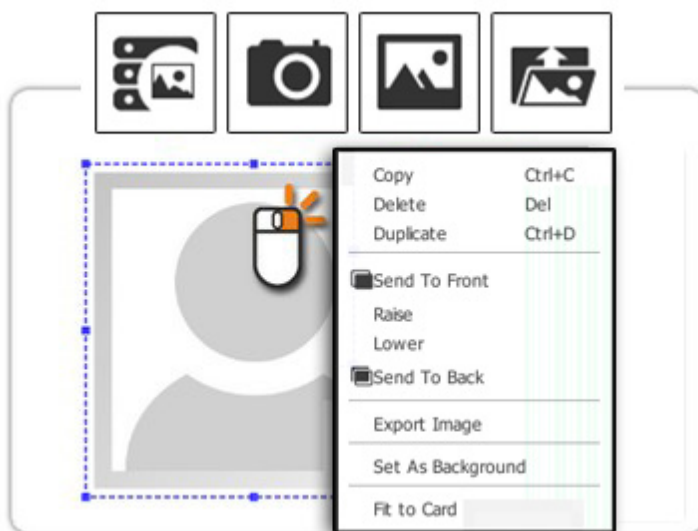 Copy Ctrl+C
Delete Del
Duplicate Ctrl+D
Send To Front
Raise
Lower
Send To Back
Export Image
Set As Background
Fit to Card